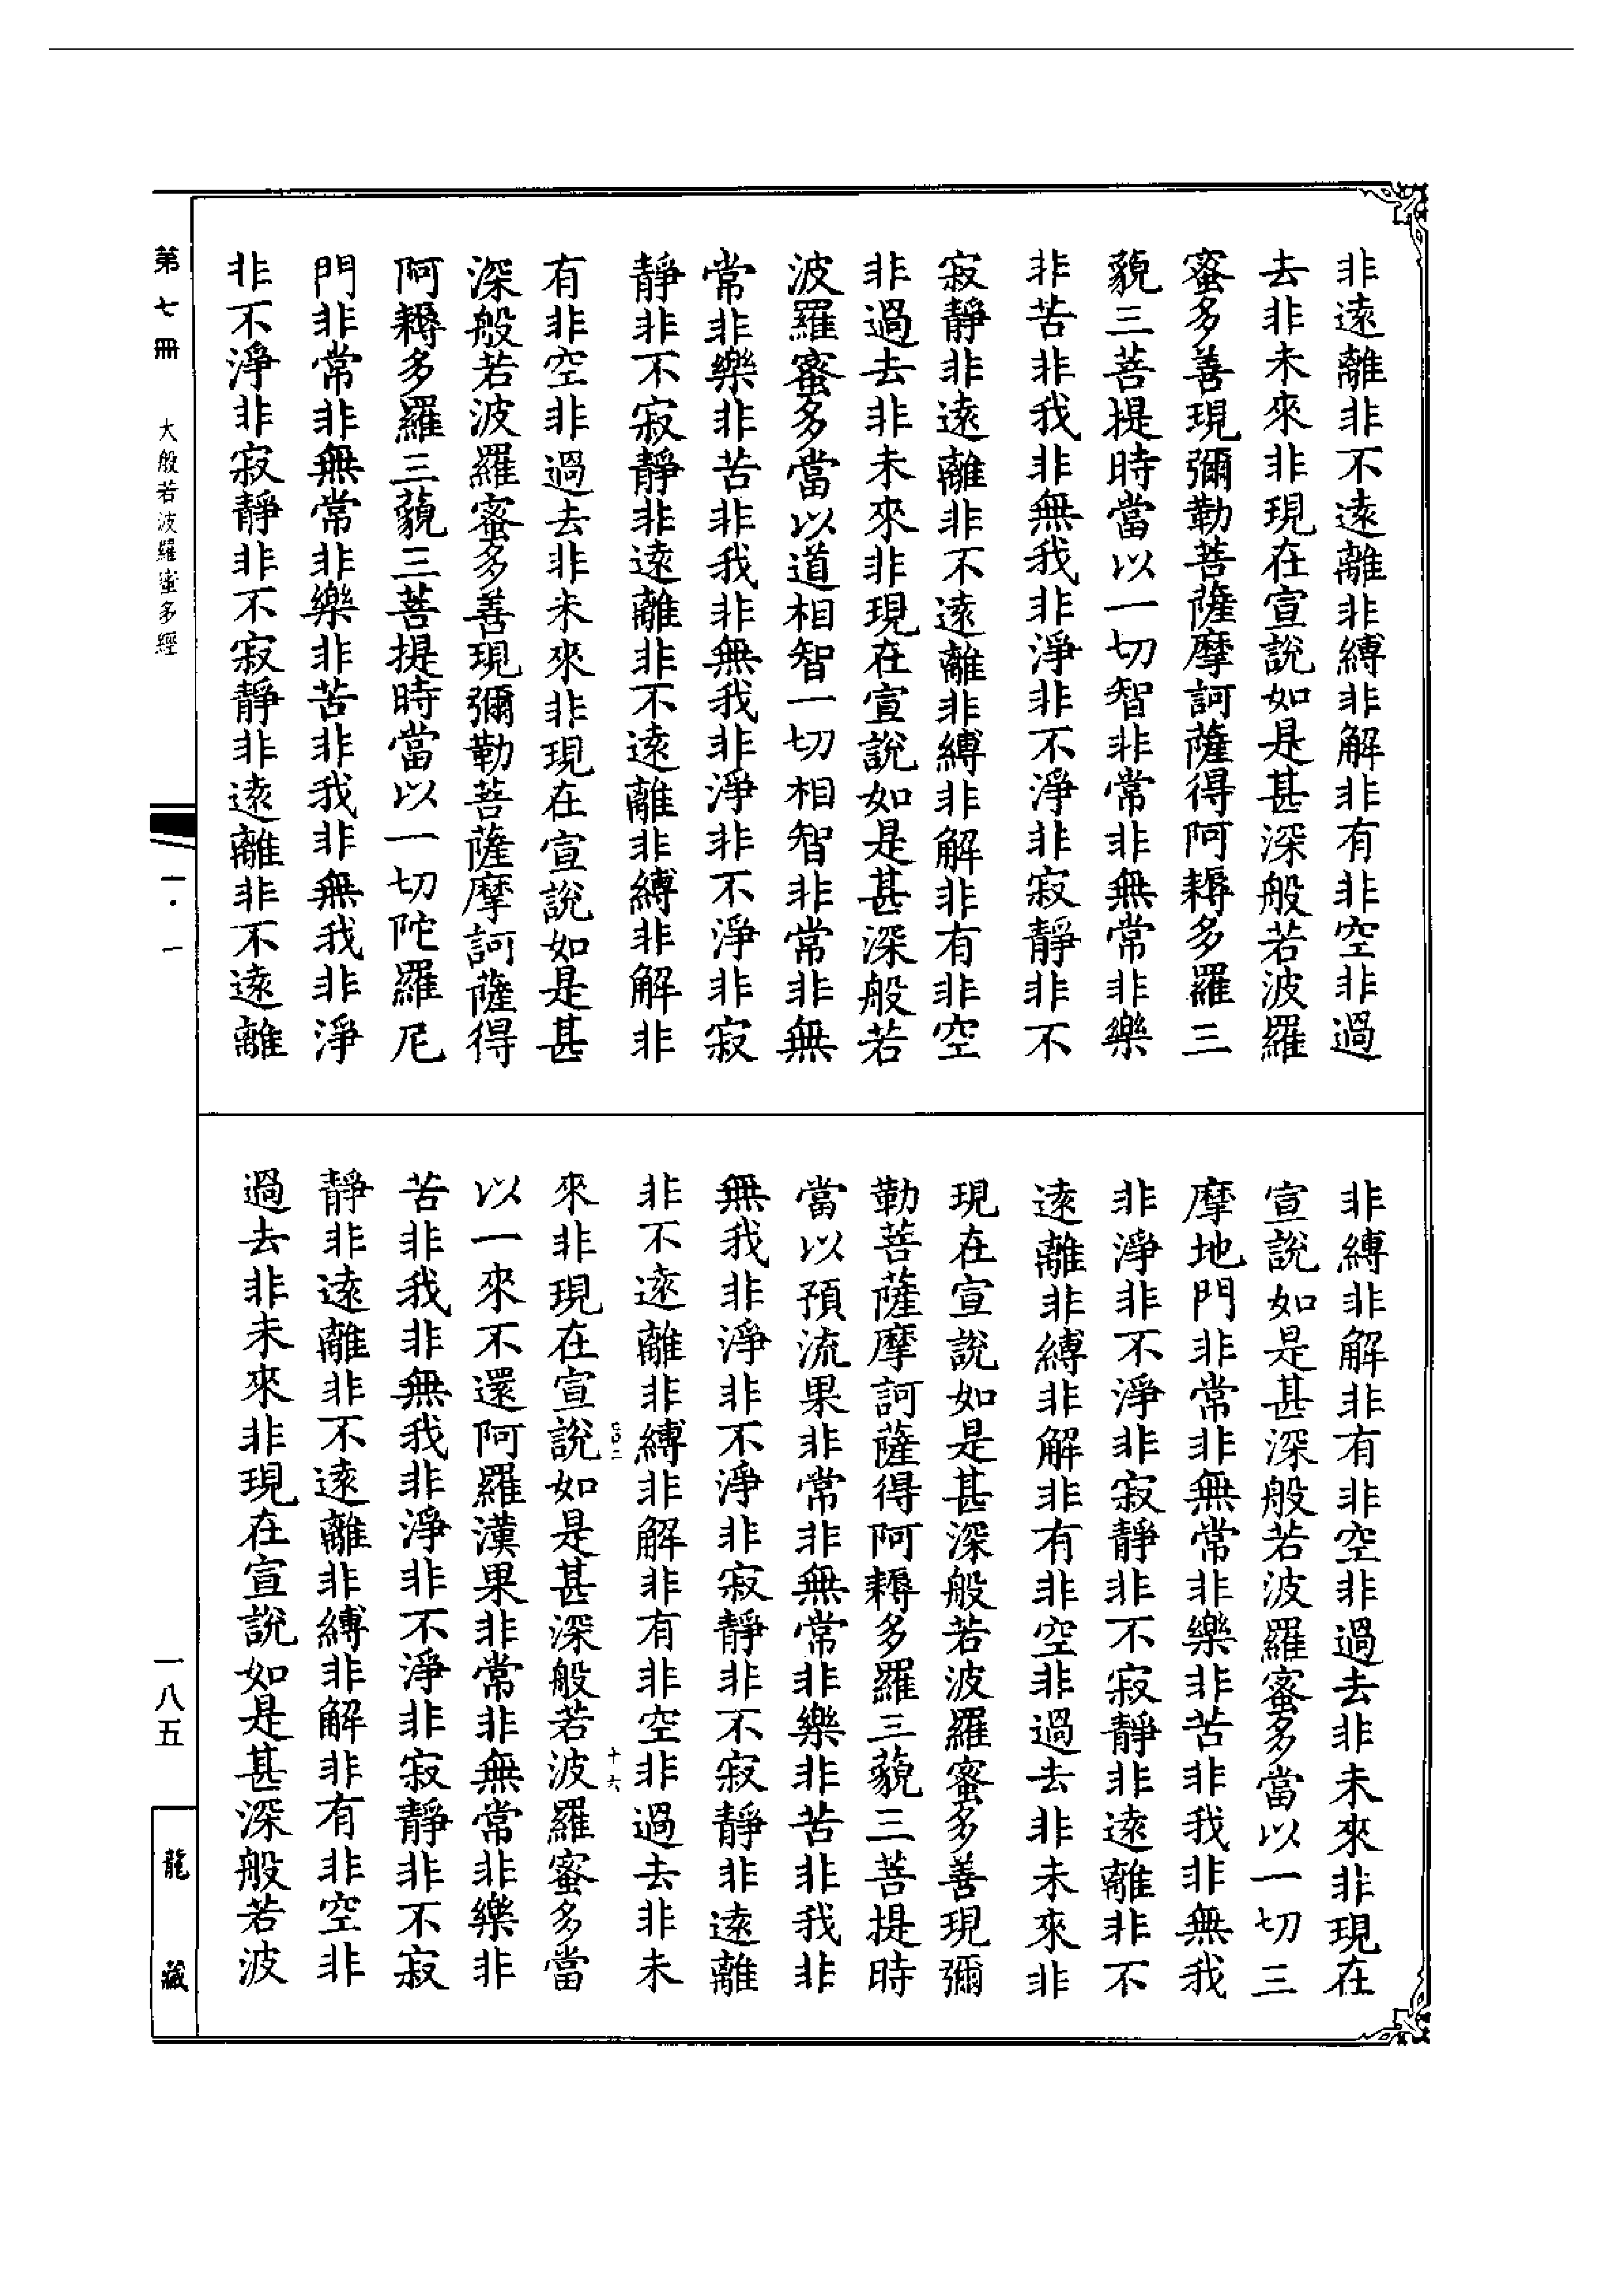 非遠離非不遠離非縛非解非有非空非過
去非未來非現在宣說如是甚深般若波羅
蜜多善現彌勒菩薩摩訶薩得阿耨多羅三
藐三菩提時當以一切智非常非無常非樂
非苦非我非無我非淨非不淨非寂靜非不
寂靜非遠離非不遠離非縛非解非有非空
非過去非未來非現在宣說如是甚深般若
波羅蜜多當以道相智一切相智非常非無
常非樂非苦非我非無我非淨非不淨非寂
靜非不寂靜非遠離非不遠離非縛非解非
有非空非過去非未來非現在宣說如是甚
深般若波羅蜜多善現彌勒菩薩摩訶薩得
阿耨多羅三藐三菩提時當以一切陀羅尼
門非常非無常非樂非苦非我非無我非淨
非不淨非寂靜非不寂靜非遠離非不遠離
非縛非解非有非空非過去非未來非現在
宣說如是甚深般若波羅蜜多當以一切三
摩地門非常非無常非樂非苦非我非無我
非淨非不淨非寂靜非不寂靜非遠離非不
遠離非縛非解非有非空非過去非未來非
現在宣說如是甚深般若波羅蜜多善現彌
勒菩薩摩訶薩得阿耨多羅三藐三菩提時
當以預流果非常非無常非樂非苦非我非
無我非淨非不淨非寂靜非不寂靜非遠離
非不遠離非縛非解非有非空非過去非未
十六
來非現在宣說如是甚深般若波羅蜜多當
以一來不還阿羅漢果非常非無常非樂非
苦非我非無我非淨非不淨非寂靜非不寂
靜非遠離非不遠離非縛非解非有非空非
過去非未來非現在宣說如是甚深般若波
第七冊 大般若波羅蜜多經 一·一
一八五
龍藏